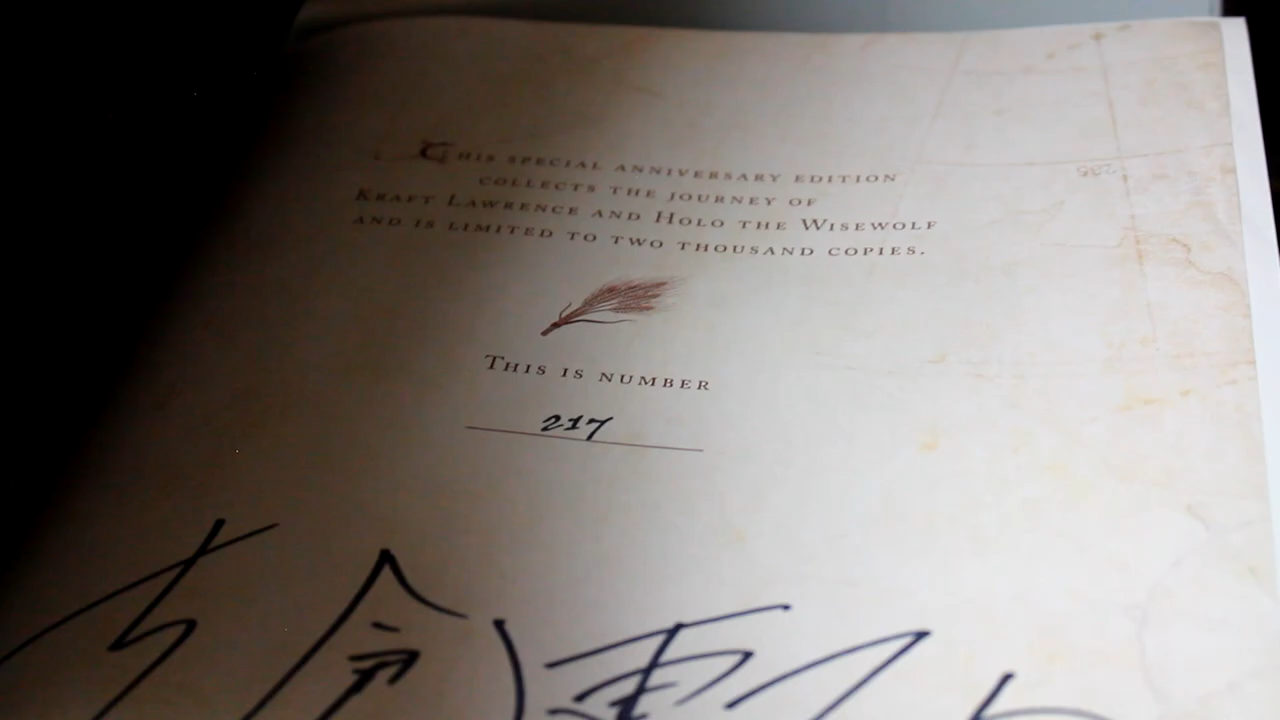 This special anniversary edition
collects the journey of
Kraft Lawrence and Holo the Wisewolf
and is limited to two thousand copies.
This is number
217